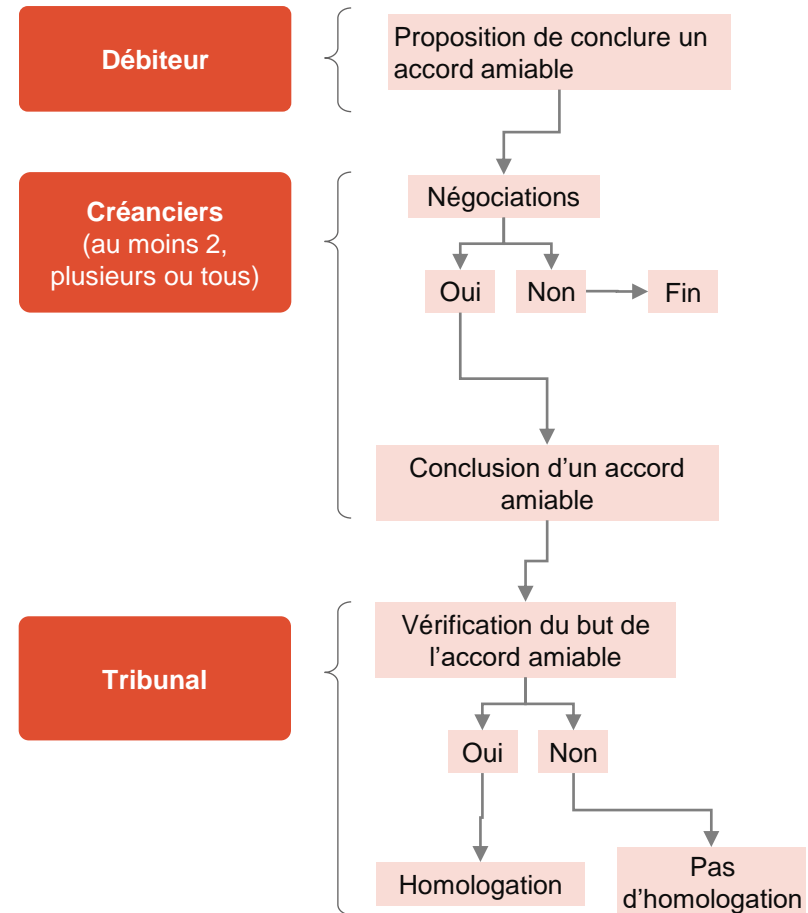 Débiteur
Proposition de conclure un
accord amiable
Créanciers
(au moins 2,
plusieurs ou tous)
Négociations
Oui
Non
Fin
Conclusion d’un accord
amiable
Tribunal
Vérification du but de
l’accord amiable
Oui
Non
Homologation
Pas
d’homologation